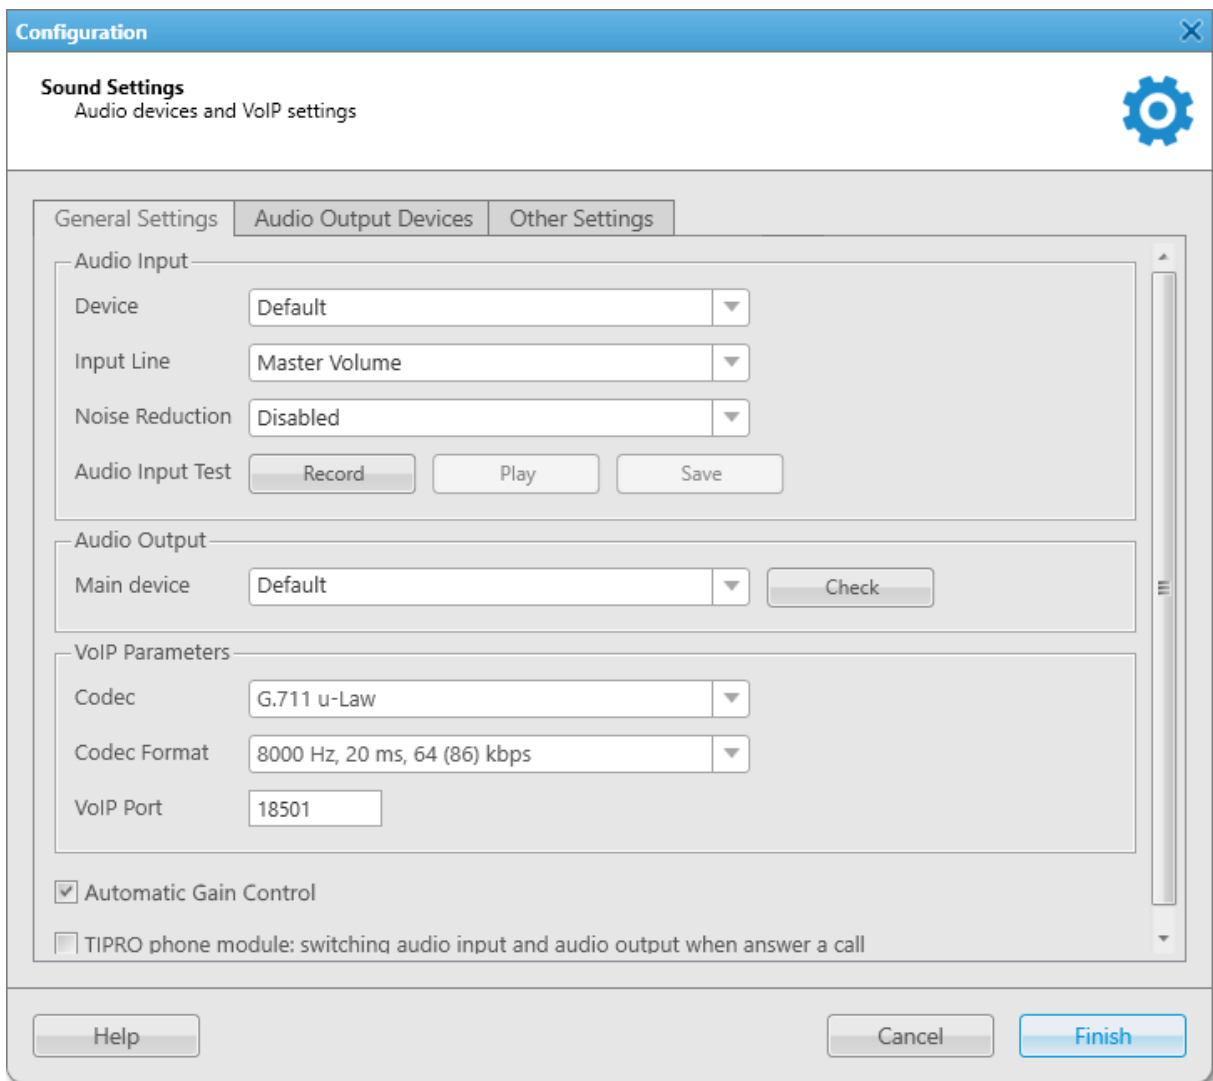 Configuration
Sound Settings
Audio devices and VoIP settings
General Settings Audio Output Devices Other Settings
Audio Input
Device Default
Input Line Master Volume
Noise Reduction Disabled
Audio Input Test Record Play Save
Audio Output
Main device Default Check
VoIP Parameters
Codec G.711 u-Law
Codec Format 8000 Hz, 20 ms, 64 (86) kbps
VoIP Port 18501
Automatic Gain Control
TIPRO phone module: switching audio input and audio output when answer a call
Help Cancel Finish